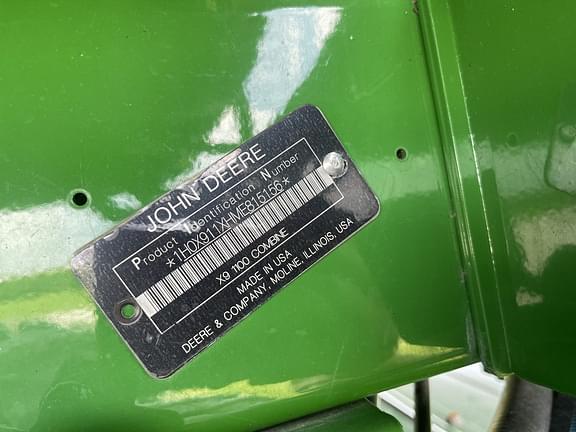 JOHN DEERE
Product Identification Number
*1H0X911XHME815156*
X9 1100 COMBINE
MADE IN USA
DEERE & COMPANY, MOLINE, ILLINOIS, USA